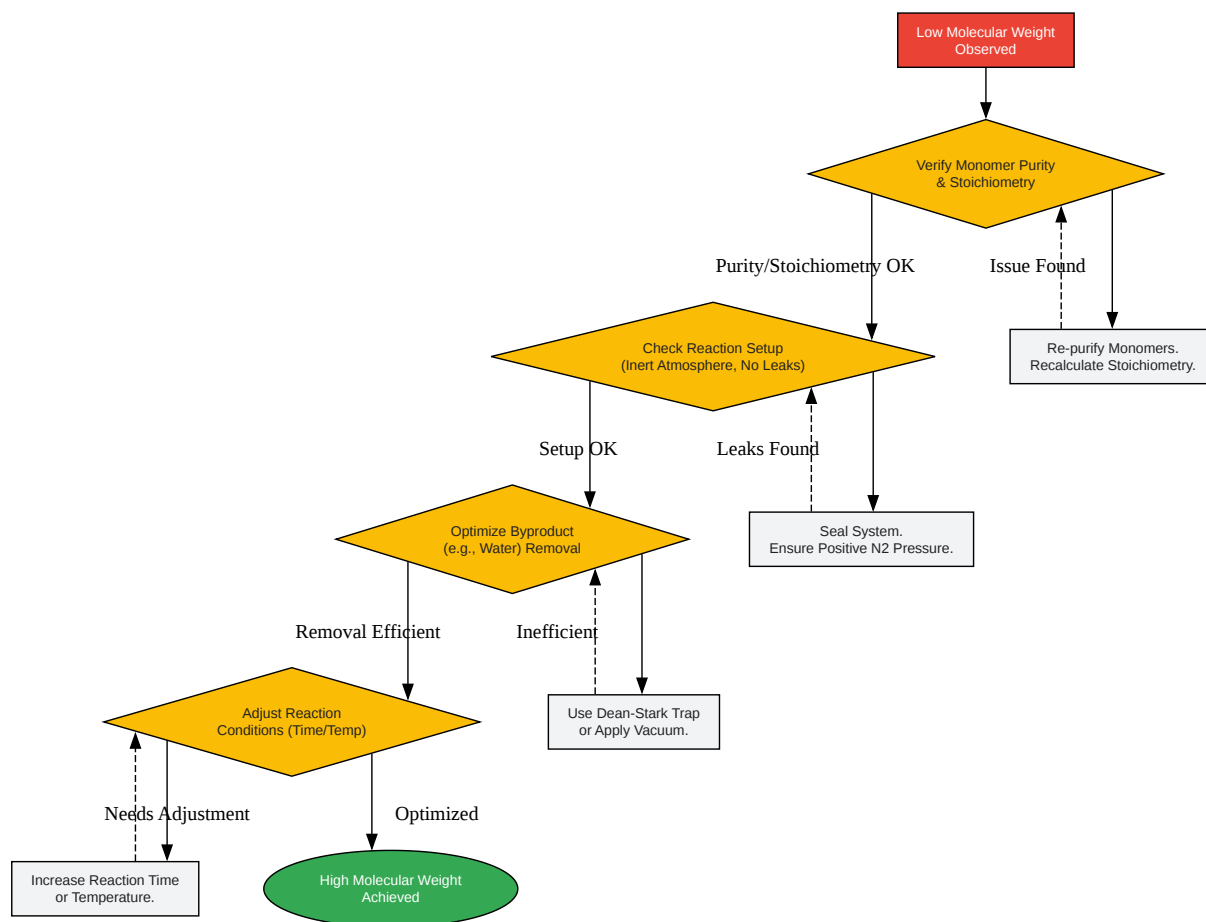 Low Molecular Weight
Observed
Verify Monomer Purity
& Stoichiometry
Purity/Stoichiometry OK
Issue Found
Check Reaction Setup
(Inert Atmosphere, No Leaks)
Re-purify Monomers.
Recalculate Stoichiometry.
Setup OK
Leaks Found
Optimize Byproduct
(e.g., Water) Removal
Seal System.
Ensure Positive N2 Pressure.
Removal Efficient
Inefficient
Adjust Reaction
Conditions (Time/Temp)
Use Dean-Stark Trap
or Apply Vacuum.
Needs Adjustment
Optimized
Increase Reaction Time
or Temperature.
High Molecular Weight
Achieved